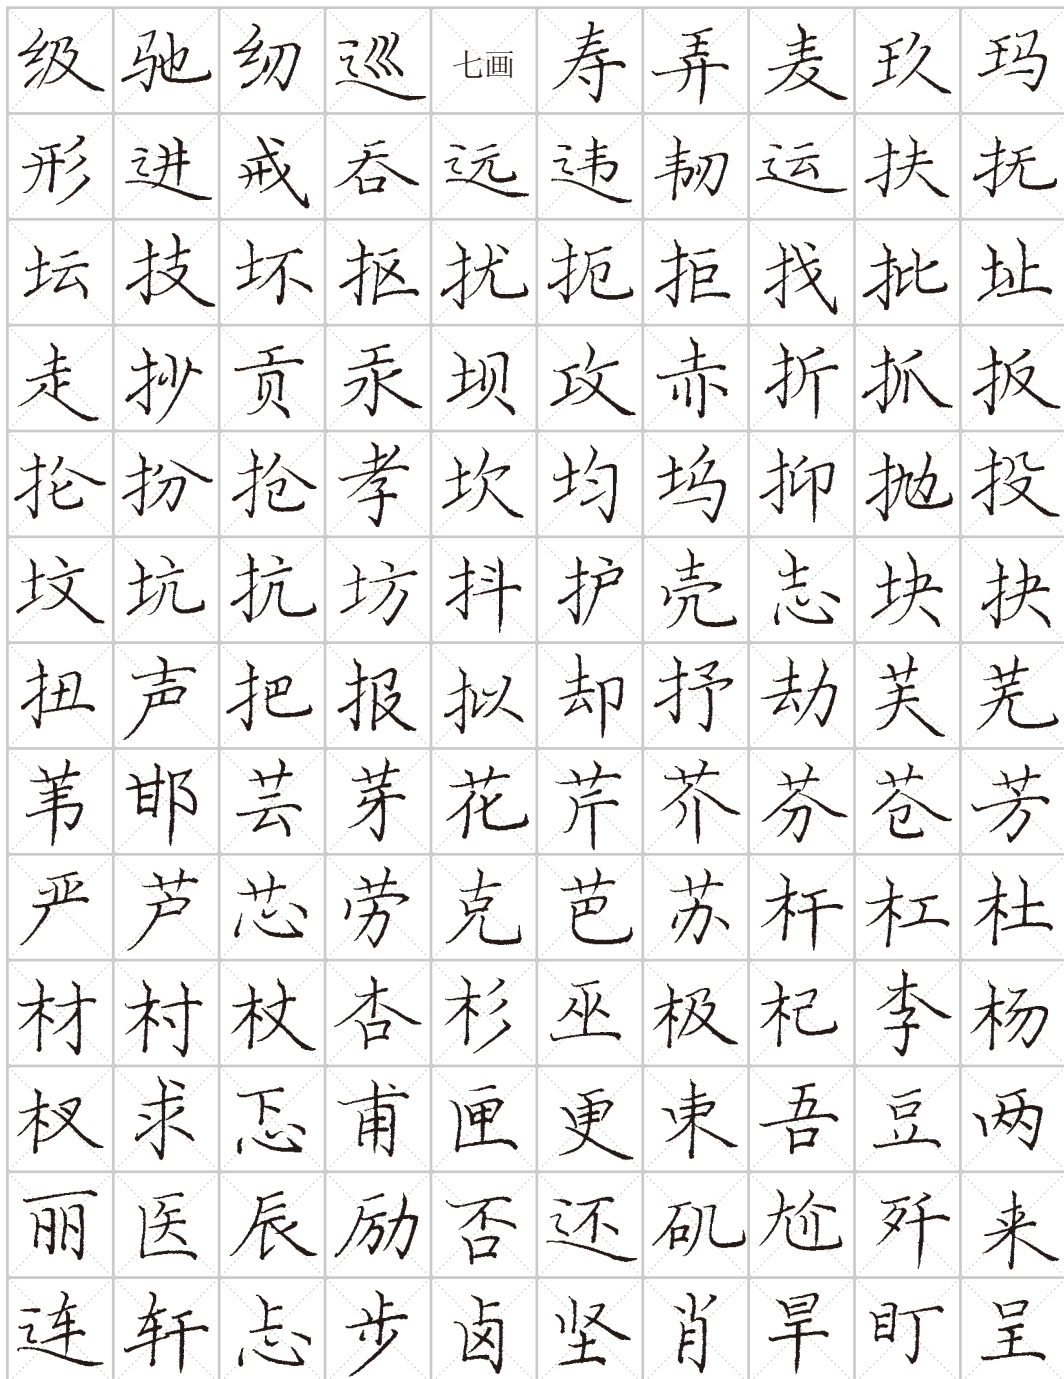 级 驰 纫 巡 七画 寿 弄 麦 玖 玛
形 进 戒 吞 远 违 韧 运 扶 抚
坛 技 坏 抠 扰 扼 拒 找 批 址
走 抄 贡 汞 坝 攻 赤 折 抓 扳
抡 扮 抢 孝 坎 均 坞 抑 抛 投
坟 坑 抗 坊 抖 护 壳 志 块 抉
扭 声 把 报 拟 却 抒 劫 芙 芜
苇 邯 芸 芽 花 芹 芥 芬 苍 芳
严 芦 芯 劳 克 芭 苏 杆 杠 杜
材 村 杖 杏 杉 巫 极 杞 李 杨
杈 求 忑 甫 匣 更 束 吾 豆 两
丽 医 辰 励 否 还 矶 尬 歼 来
连 轩 忐 步 卤 坚 肖 旱 盯 呈